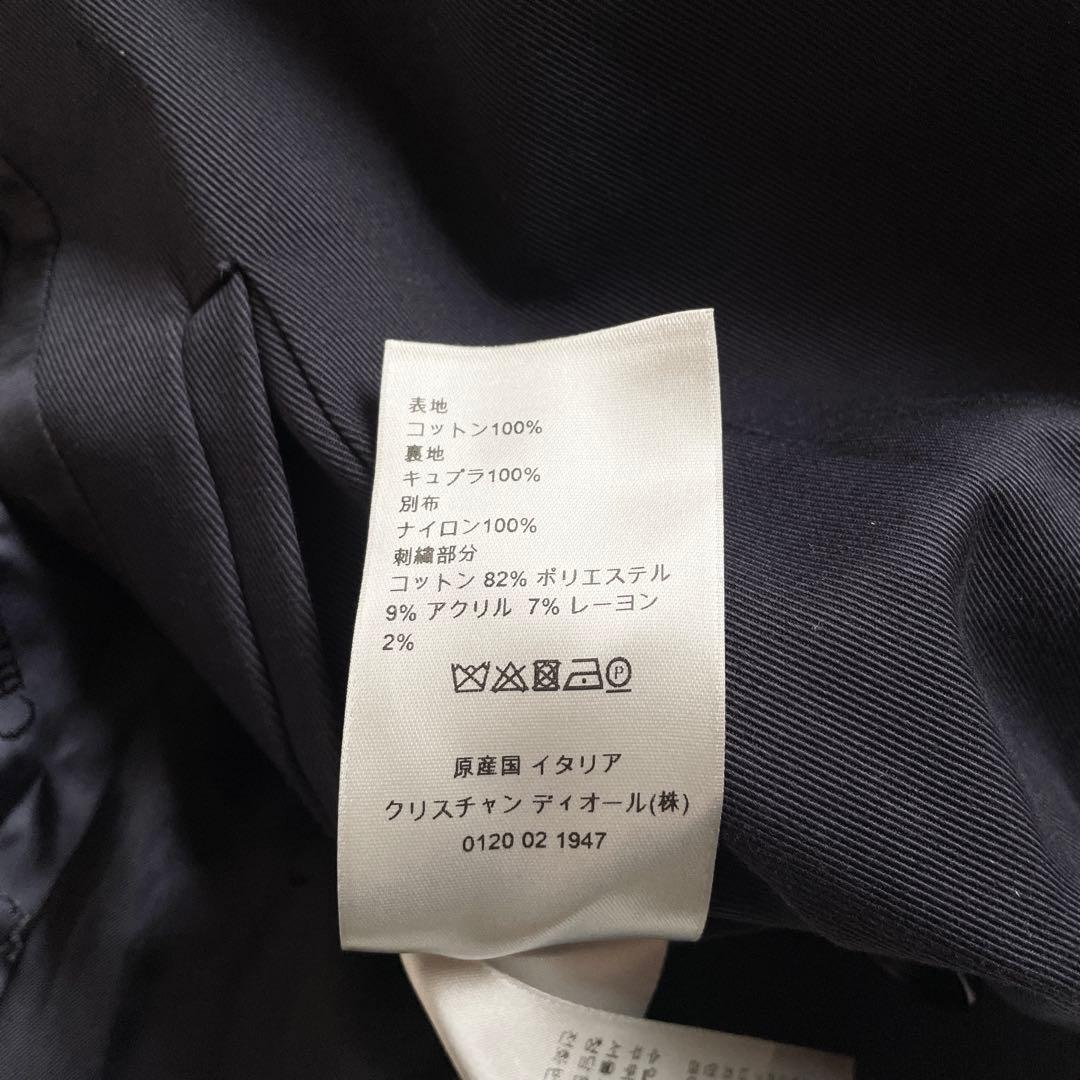 表地
コットン100%
裏地
キュプラ100%
別布
ナイロン100%
刺繍部分
コットン 82% ポリエステル
9% アクリル 7% レーヨン
2%
P
原産国 イタリア
クリスチャン ディオール(株)
0120 02 1947